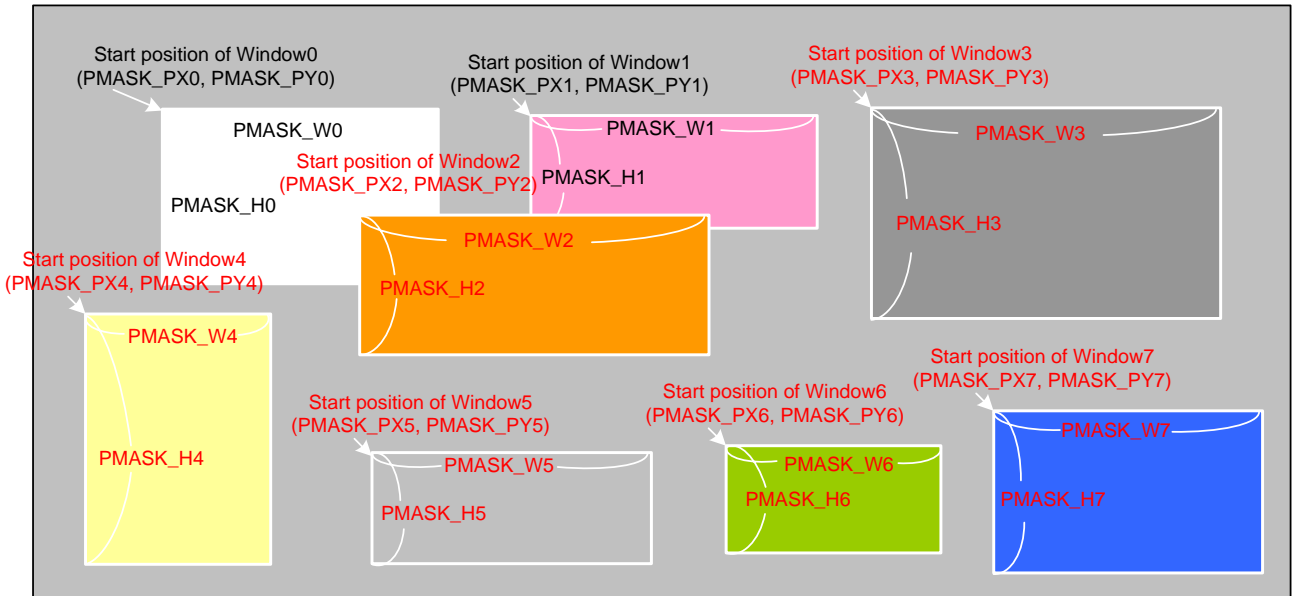 Start position of Window0
(PMASK_PX0, PMASK_PY0)
PMASK_W0
PMASK_H0
Start position of Window1
(PMASK_PX1, PMASK_PY1)
PMASK_W1
PMASK_H1
Start position of Window3
(PMASK_PX3, PMASK_PY3)
PMASK_W3
PMASK_H3
Start position of Window2
(PMASK_PX2, PMASK_PY2)
PMASK_W2
PMASK_H2
Start position of Window4
(PMASK_PX4, PMASK_PY4)
PMASK_W4
PMASK_H4
Start position of Window5
(PMASK_PX5, PMASK_PY5)
PMASK_W5
PMASK_H5
Start position of Window6
(PMASK_PX6, PMASK_PY6)
PMASK_W6
PMASK_H6
Start position of Window7
(PMASK_PX7, PMASK_PY7)
PMASK_W7
PMASK_H7